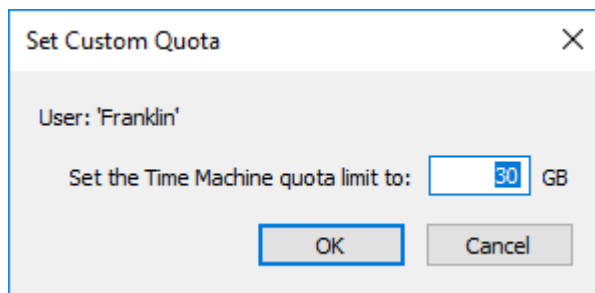 Set Custom Quota
User: 'Franklin'
Set the Time Machine quota limit to: 30 GB
OK Cancel